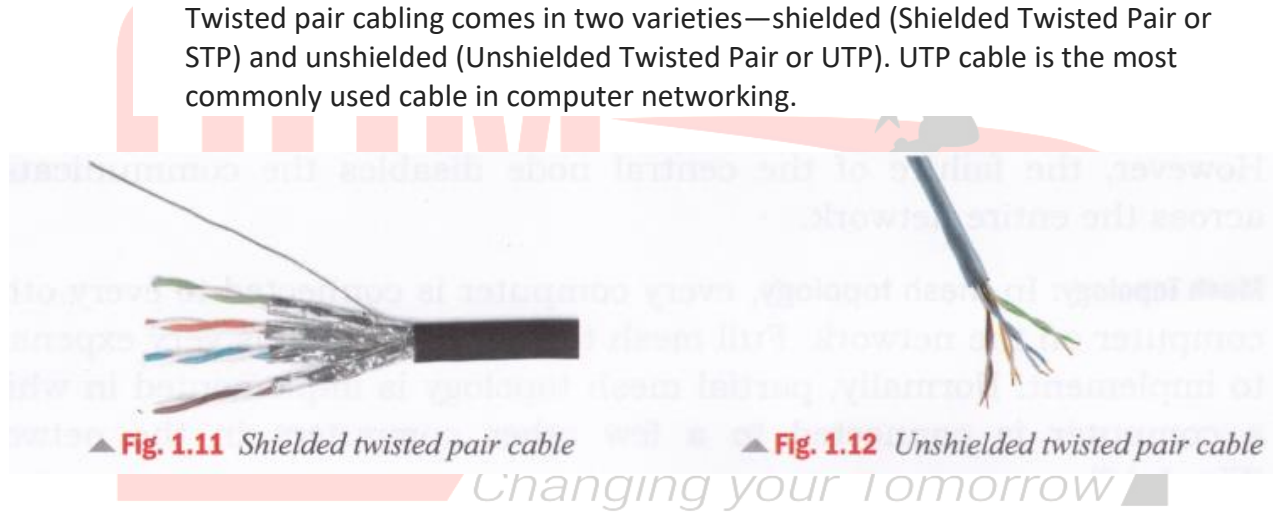 Twisted pair cabling comes in two varieties—shielded (Shielded Twisted Pair or
STP) and unshielded (Unshielded Twisted Pair or UTP). UTP cable is the most
commonly used cable in computer networking.
However, the failure of the central node disables the
across the entire network.
Mesh Topology: In mesh topology, every computer is connected to every
computer on the network. Full mesh very
to implement. Normally, partial mesh topology is implemented in
computer is connected to a few other
▲ Fig. 1.11 Shielded twisted pair cable
▲ Fig. 1.12 Unshielded twisted pair cable
Changing your Tomorrow